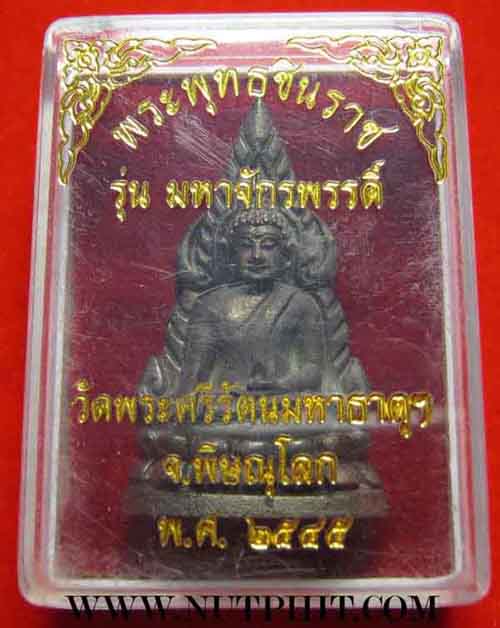 พระพุทธชินราช
รุ่น มหาจักรพรรดิ์
วัดพระศรีรัตนมหาธาตุฯ
จ.พิษณุโลก
พ.ศ. ๒๕๔๕
WWW.NUTPHIT.COM